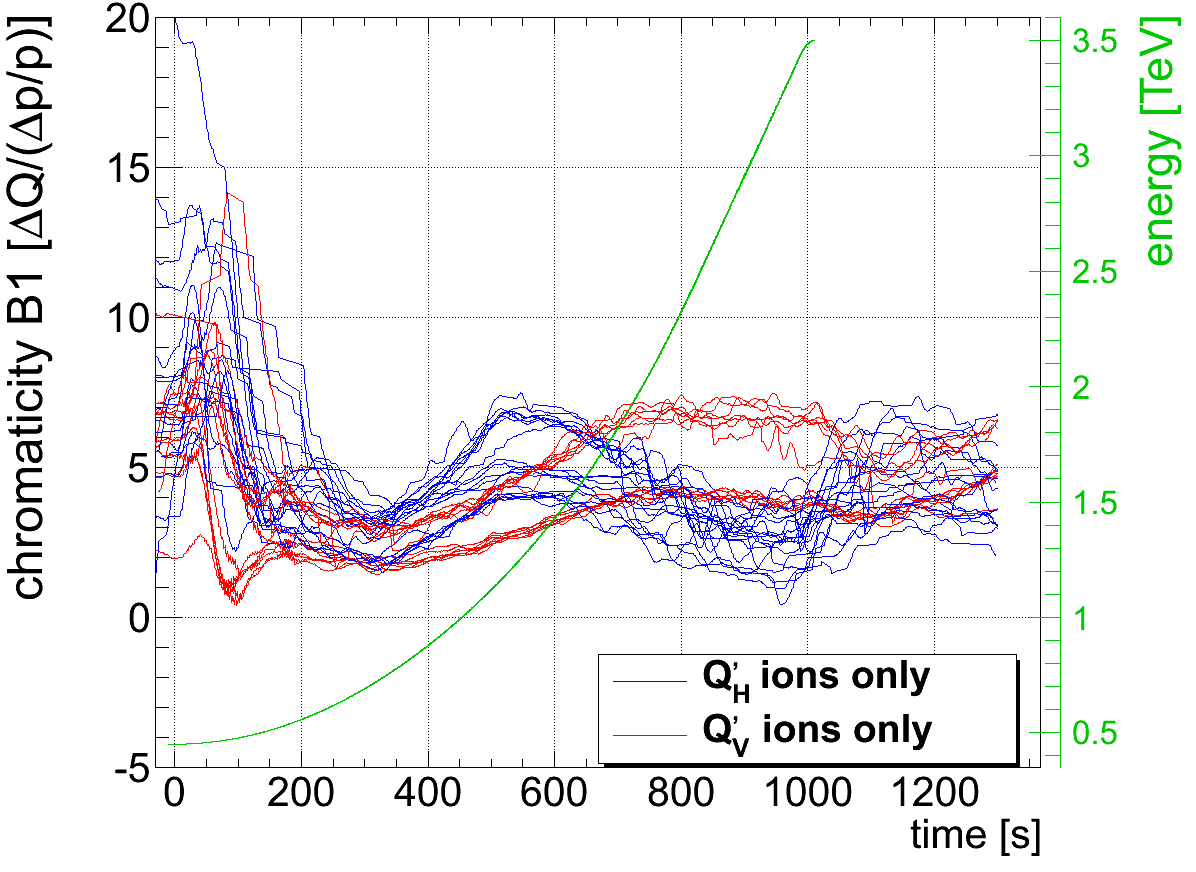 chromaticity B1 [ΔQ/(Δp/p)]
20
15
10
5
0
-5
energy [TeV]
3.5
3
2.5
2
1.5
1
0.5
Q'H ions only
Q'V ions only
0 200 400 600 800 1000 1200
time [s]